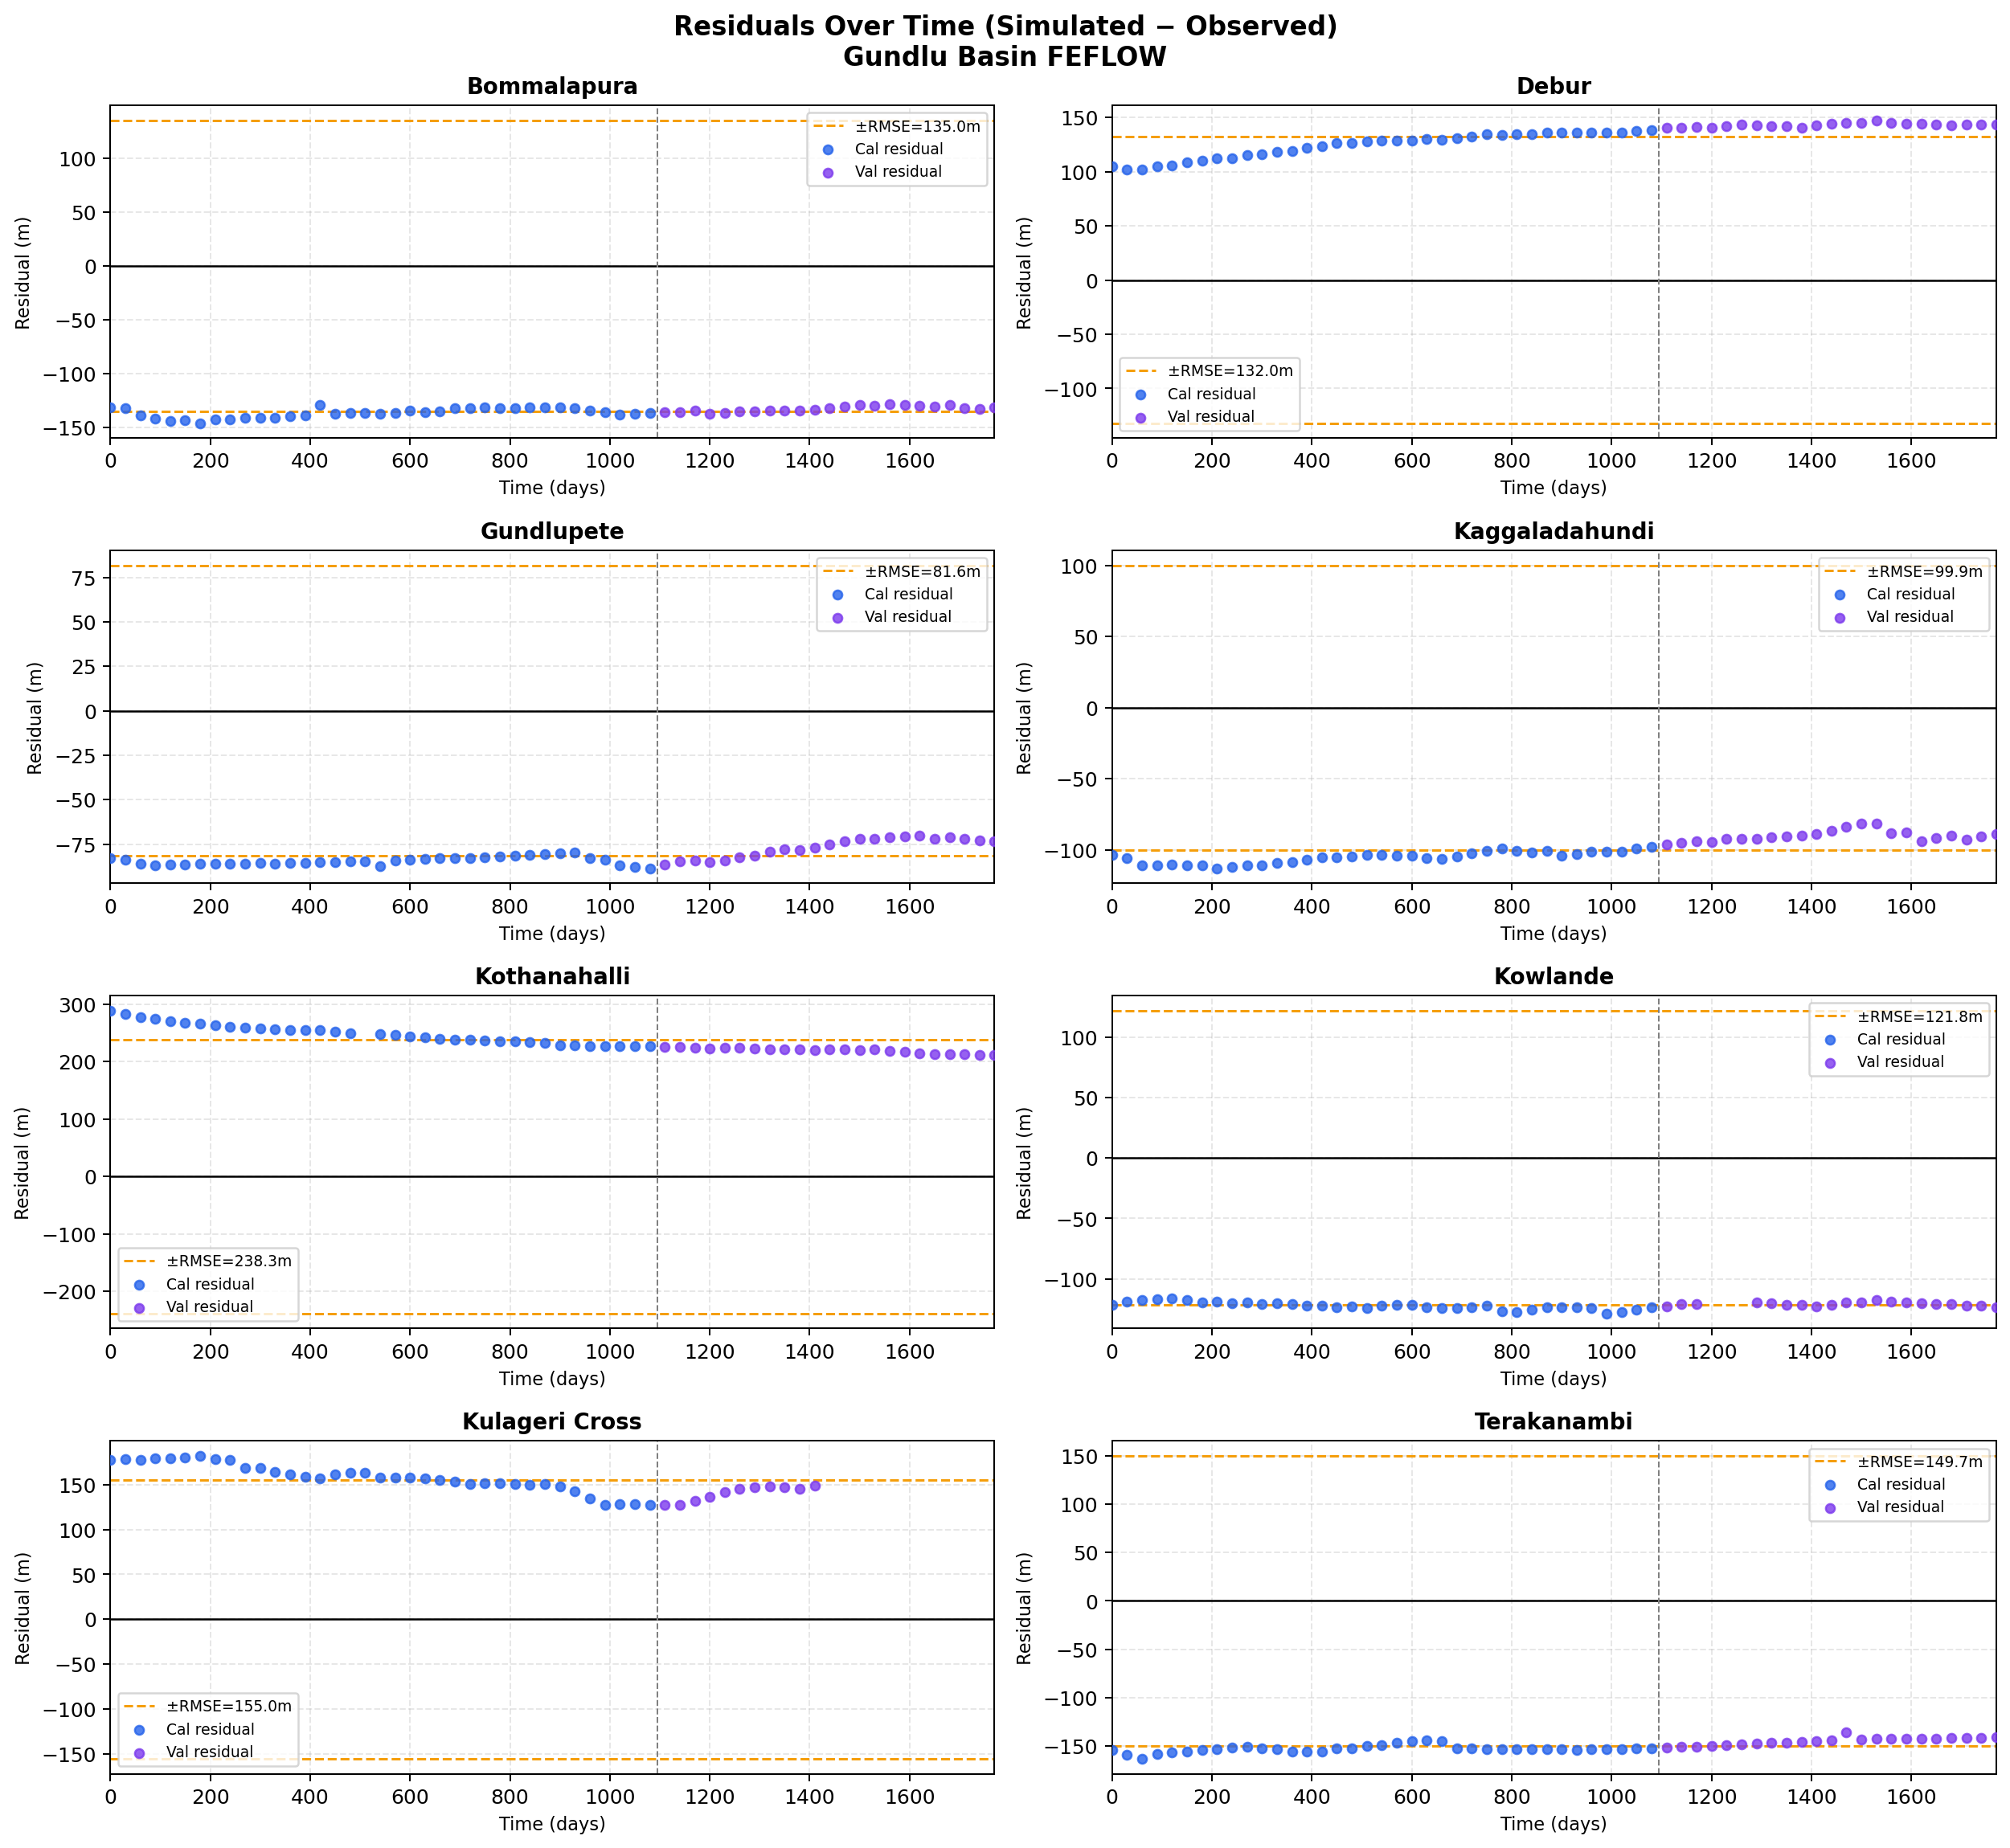 Residuals Over Time (Simulated − Observed)
Gundlu Basin FEFLOW
Bommalapura
Residual (m)
100
50
0
−50
−100
−150
±RMSE=135.0m
Cal residual
Val residual
0 200 400 600 800 1000 1200 1400 1600
Time (days)
Debur
Residual (m)
150
100
50
0
−50
−100
±RMSE=132.0m
Cal residual
Val residual
0 200 400 600 800 1000 1200 1400 1600
Time (days)
Gundlupete
Residual (m)
75
50
25
0
−25
−50
−75
±RMSE=81.6m
Cal residual
Val residual
0 200 400 600 800 1000 1200 1400 1600
Time (days)
Kaggaladahundi
Residual (m)
100
50
0
−50
−100
±RMSE=99.9m
Cal residual
Val residual
0 200 400 600 800 1000 1200 1400 1600
Time (days)
Kothanahalli
Residual (m)
300
200
100
0
−100
−200
±RMSE=238.3m
Cal residual
Val residual
0 200 400 600 800 1000 1200 1400 1600
Time (days)
Kowlande
Residual (m)
100
50
0
−50
−100
±RMSE=121.8m
Cal residual
Val residual
0 200 400 600 800 1000 1200 1400 1600
Time (days)
Kulageri Cross
Residual (m)
150
100
50
0
−50
−100
−150
±RMSE=155.0m
Cal residual
Val residual
0 200 400 600 800 1000 1200 1400 1600
Time (days)
Terakanambi
Residual (m)
150
100
50
0
−50
−100
−150
±RMSE=149.7m
Cal residual
Val residual
0 200 400 600 800 1000 1200 1400 1600
Time (days)